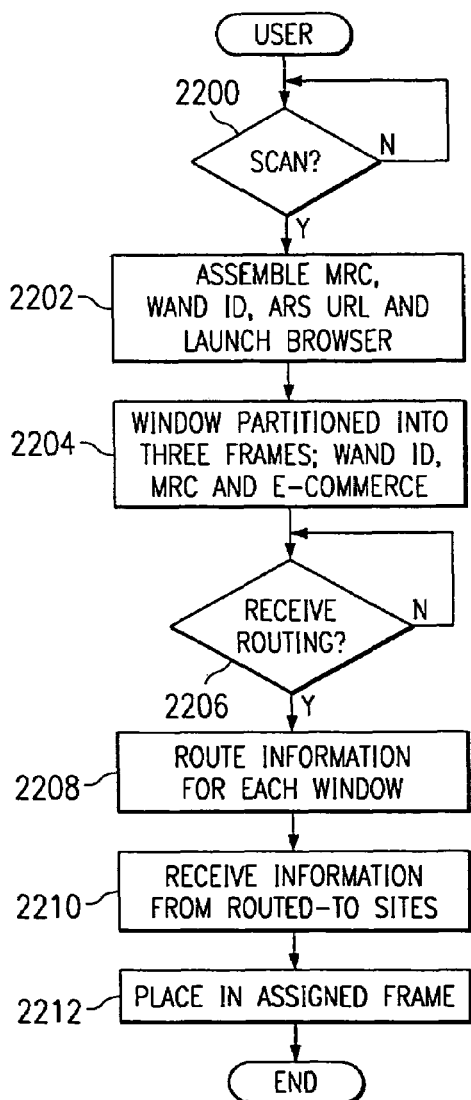 USER
2200
SCAN?
N
Y
2202
ASSEMBLE MRC,
WAND ID, ARS URL AND
LAUNCH BROWSER
2204
WINDOW PARTITIONED INTO
THREE FRAMES; WAND ID,
MRC AND E-COMMERCE
RECEIVE
ROUTING?
N
2206
Y
2208
ROUTE INFORMATION
FOR EACH WINDOW
2210
RECEIVE INFORMATION
FROM ROUTED-TO SITES
2212
PLACE IN ASSIGNED FRAME
END